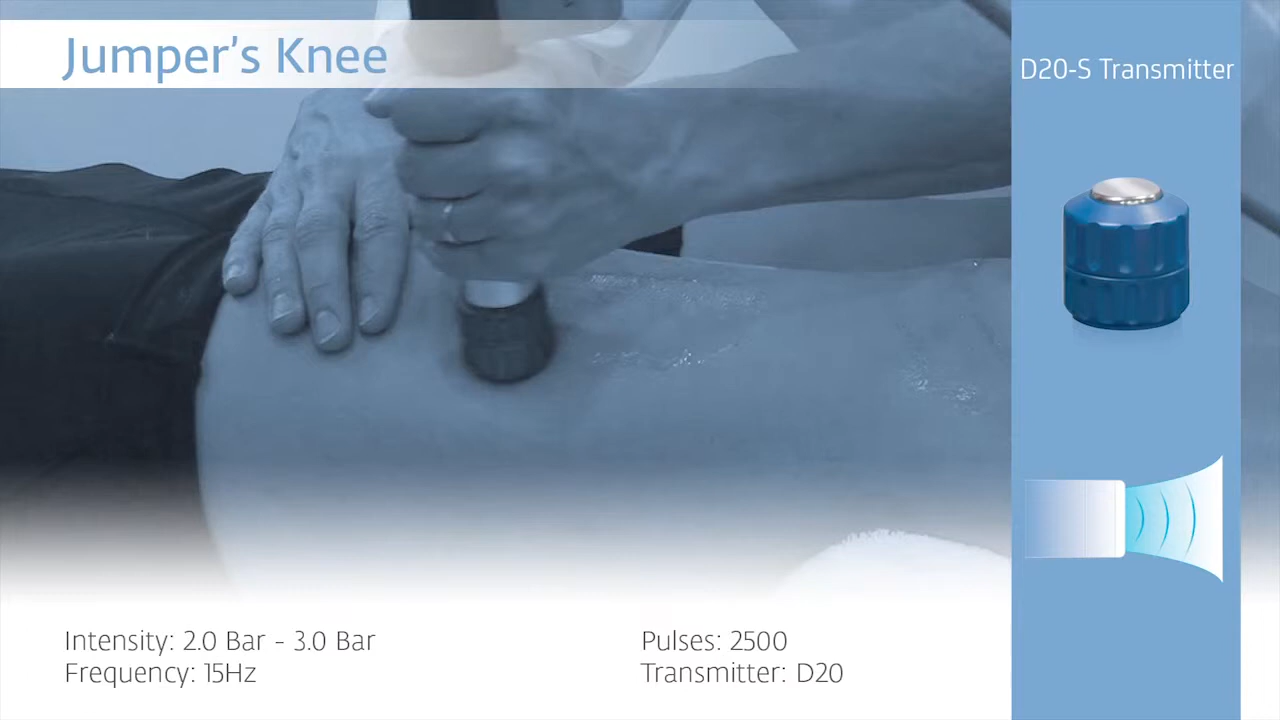 Jumper's Knee
D20-S Transmitter
Intensity: 2.0 Bar - 3.0 Bar
Frequency: 15Hz
Pulses: 2500
Transmitter: D20